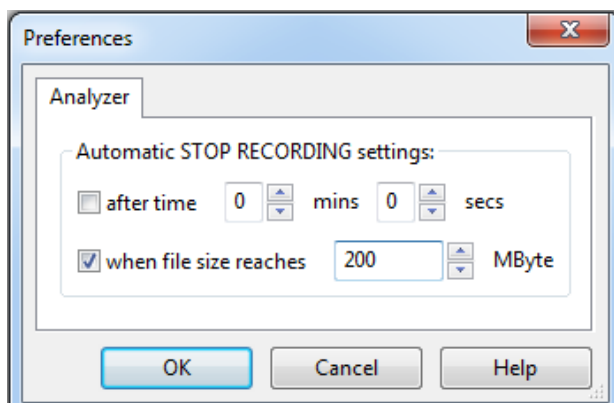 Preferences
Analyzer
Automatic STOP RECORDING settings:
after time 0 mins 0 secs
when file size reaches 200 MByte
OK Cancel Help